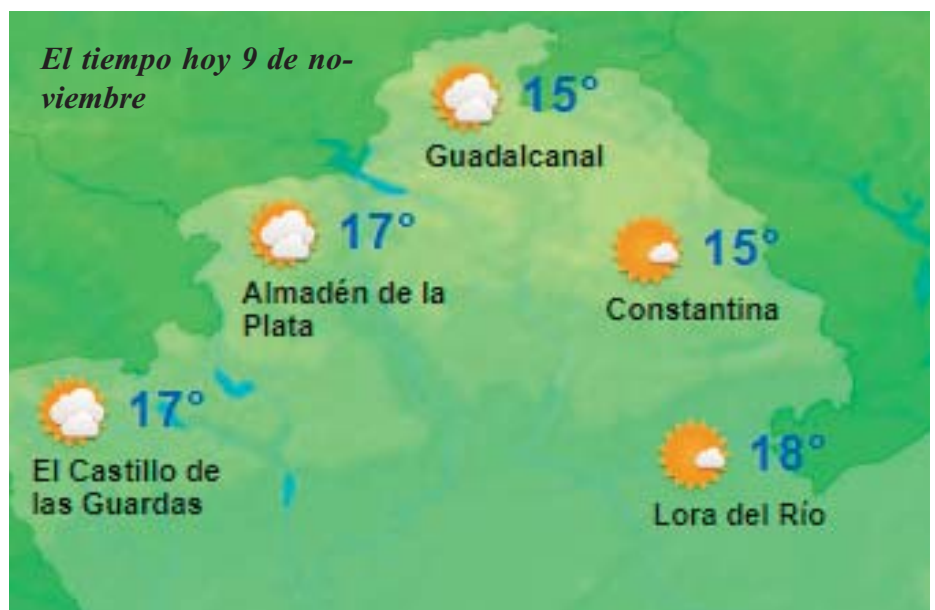 El tiempo hoy 9 de no-
viembre
15°
Guadalcanal
17°
Almadén de la
Plata
15°
Constantina
17°
El Castillo de
las Guardas
18°
Lora del Río